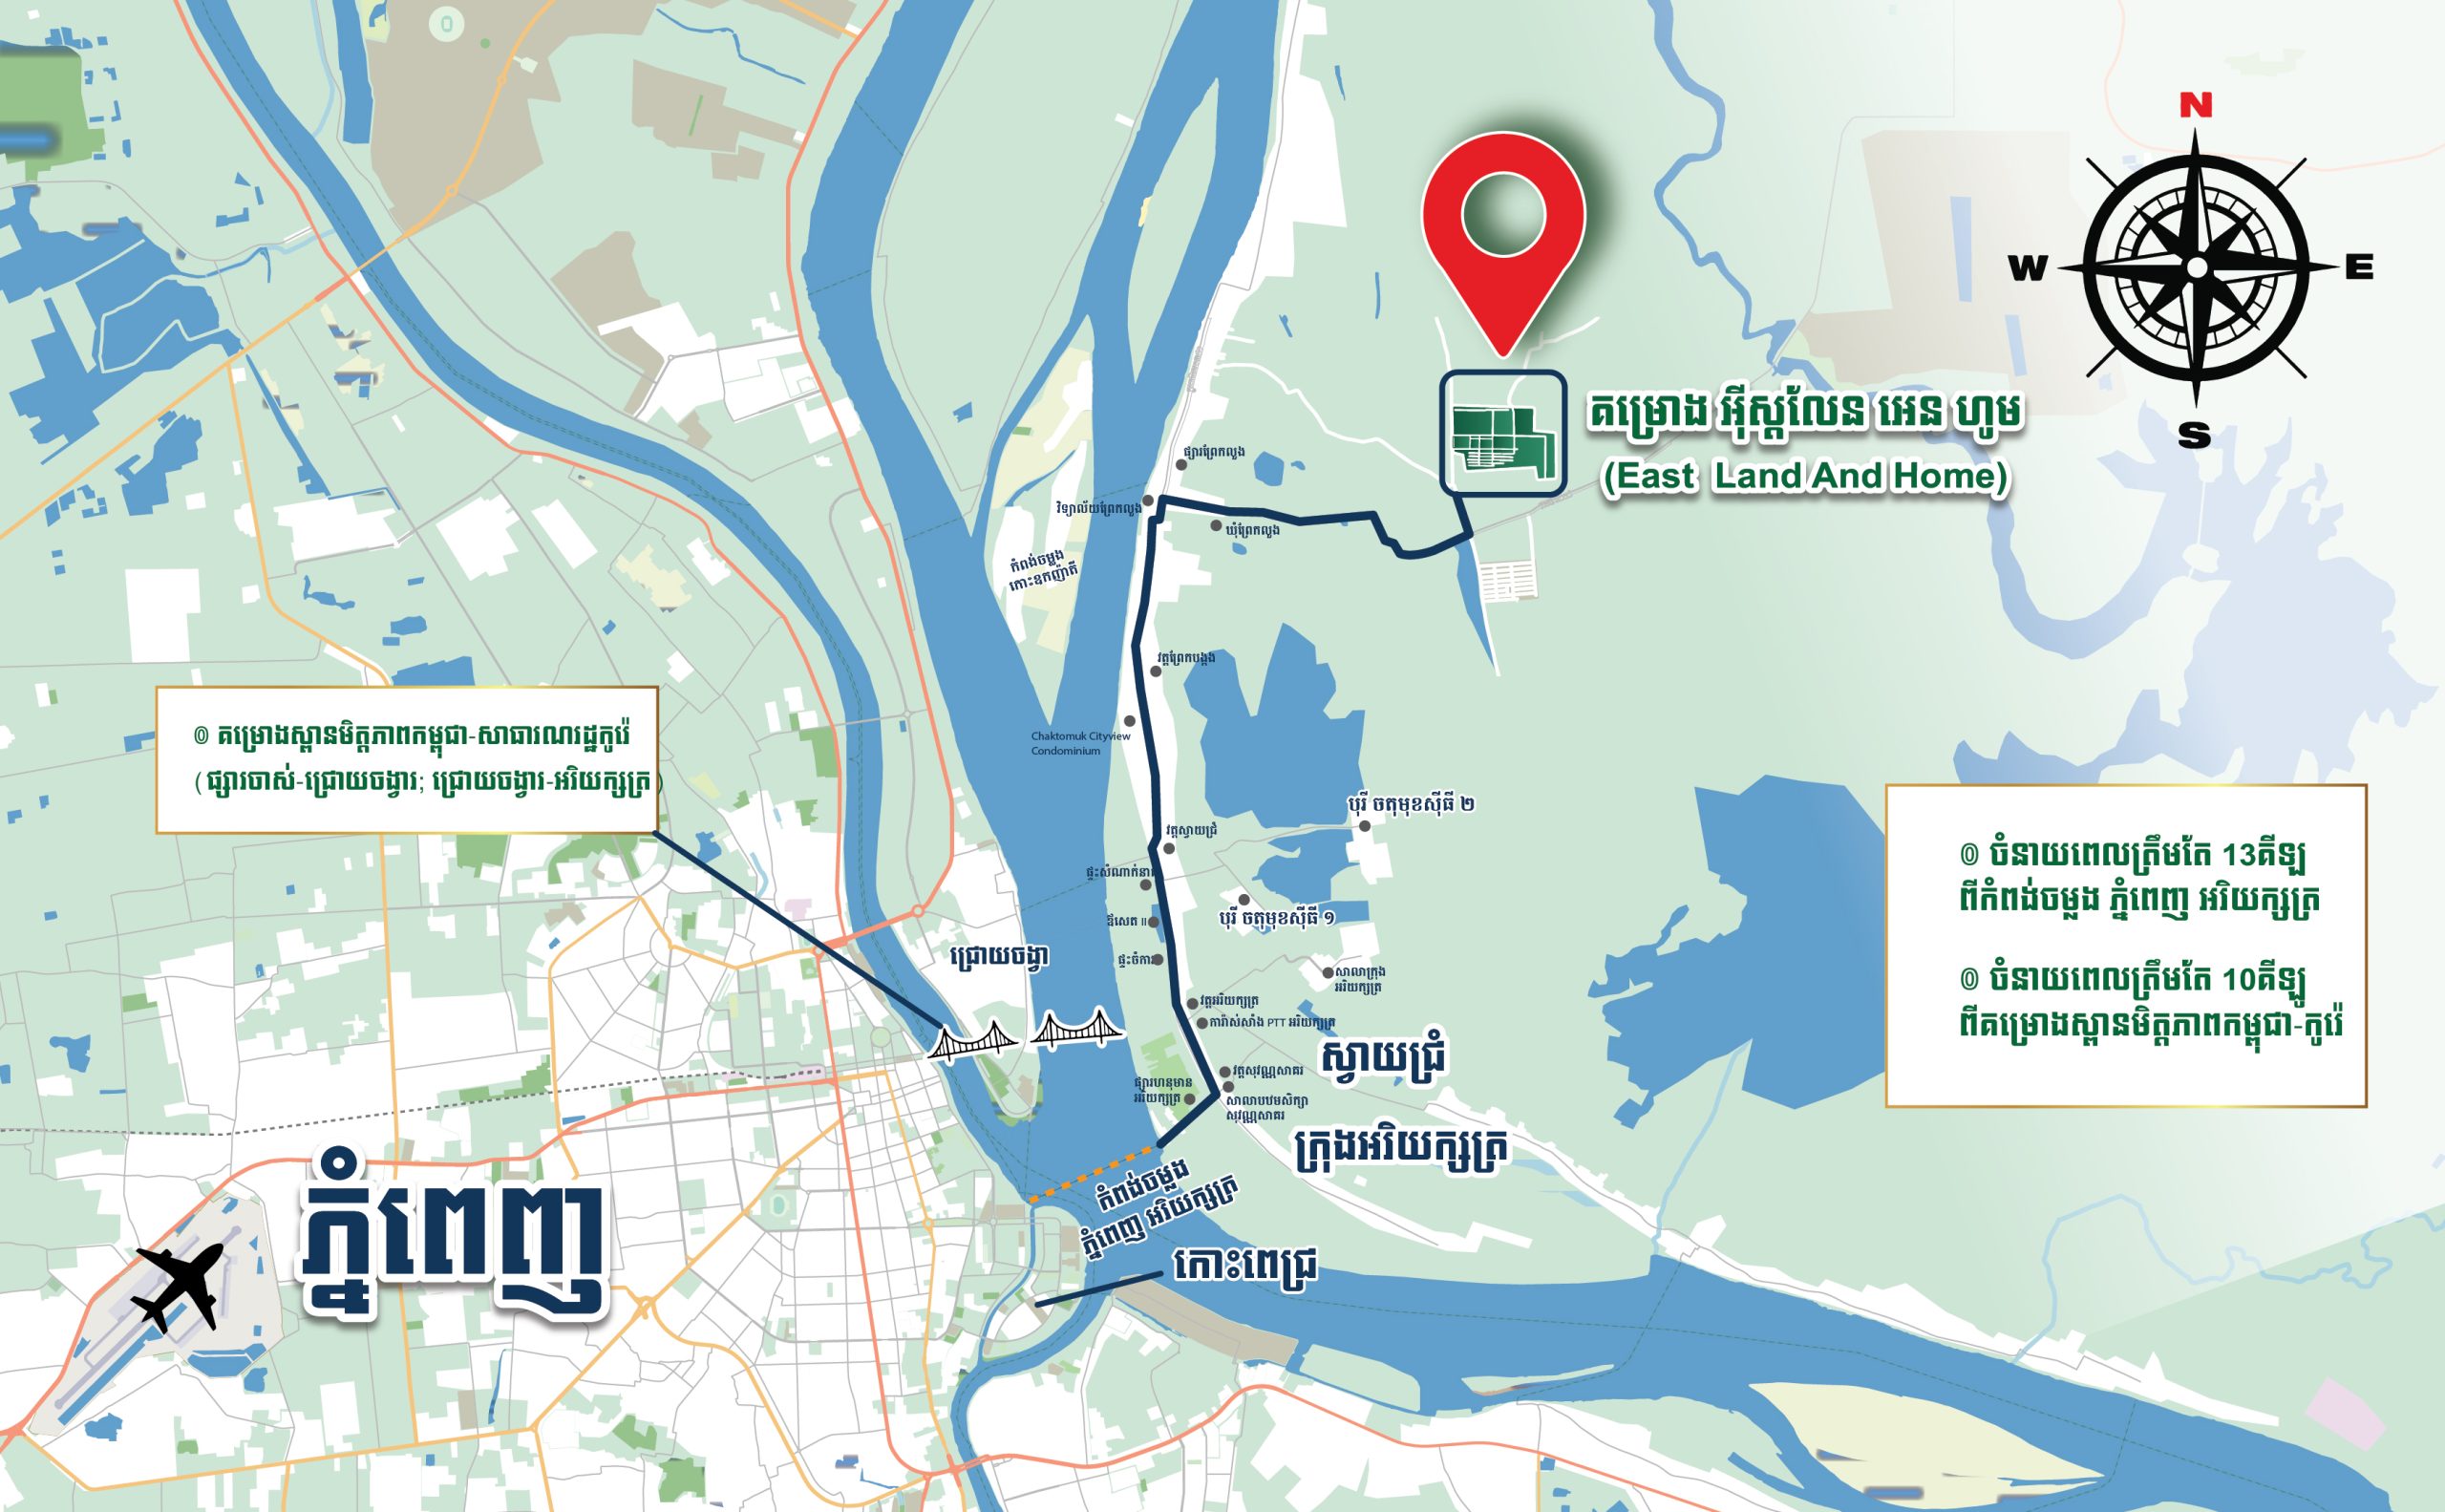 N
W
E
S
គម្រោង អ៊ីស្តលែន អេន ហូម
(East Land And Home)
ផ្សារព្រែកលួង
វិទ្យាល័យព្រែកលួង
ឃុំព្រែកលួង
កំពង់ចម្លង
កោះឧកញ៉ាតី
វត្តព្រែកបង្កង
Chaktomuk Cityview
Condominium
៙ គម្រោងស្ពានមិត្តភាពកម្ពុជា-សាធារណរដ្ឋកូរ៉េ
(ផ្សារចាស់-ជ្រោយចង្វារ; ជ្រោយចង្វារ-អរិយក្សត្រ)
បុរី ចតុមុខស៊ីធី ២
វត្តស្វាយជ្រំ
ផ្ទះសំណាក់នាគ
ឌីសេត II
បុរី ចតុមុខស៊ីធី ១
ផ្ទះចំការ
ជ្រោយចង្វា
សាលាក្រុង
អរិយក្សត្រ
វត្តអរិយក្សត្រ
ការ៉ាស់សាំង PTT អរិយក្សត្រ
៙ ចំនាយពេលត្រឹមតែ 13គីឡូ
ពីកំពង់ចម្លង ភ្នំពេញ អរិយក្សត្រ
៙ ចំនាយពេលត្រឹមតែ 10គីឡូ
ពីគម្រោងស្ពានមិត្តភាពកម្ពុជា-កូរ៉េ
ស្វាយជ្រំ
វត្តសុវណ្ណសាគរ
ផ្សារហនុមាន
អរិយក្សត្រ
សាលាបឋមសិក្សា
សុវណ្ណសាគរ
ក្រុងអរិយក្សត្រ
កំពង់ចម្លង
ភ្នំពេញ អរិយក្សត្រ
ភ្នំពេញ
កោះពេជ្រ